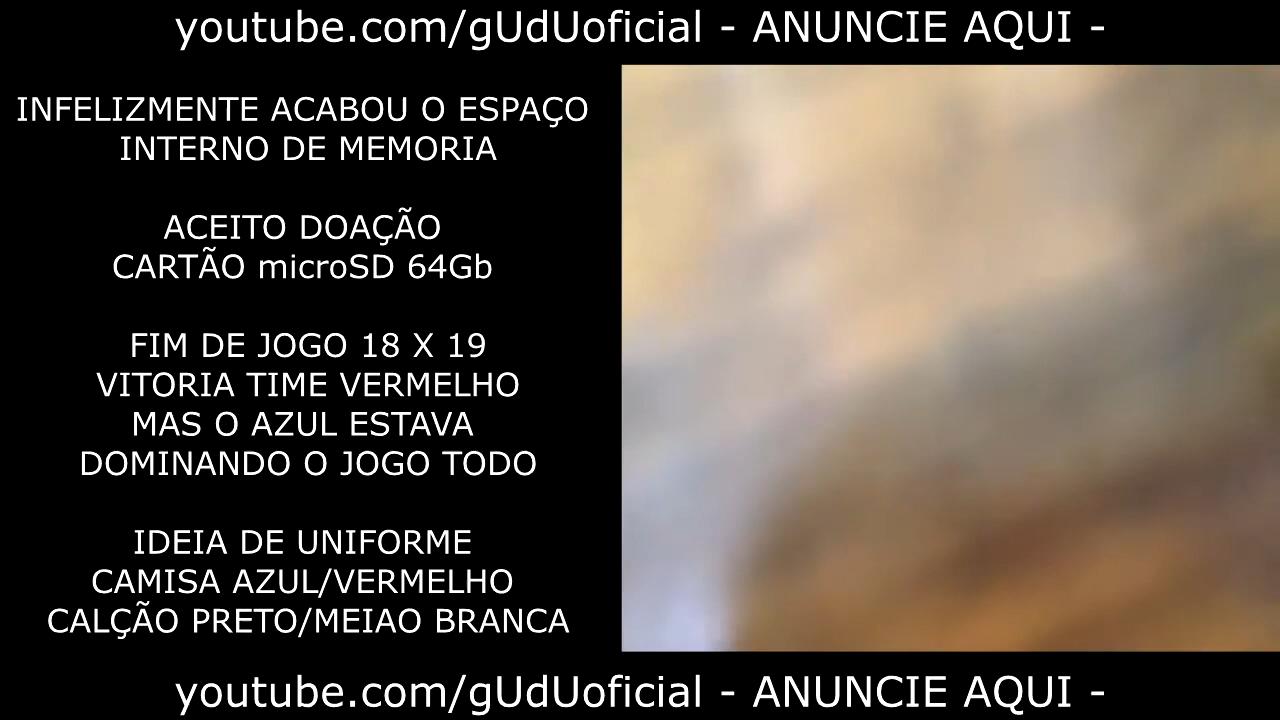 youtube.com/gUdUoficial - ANUNCIE AQUI -
INFELIZMENTE ACABOU O ESPAÇO
INTERNO DE MEMORIA
ACEITO DOAÇÃO
CARTÃO microSD 64Gb
FIM DE JOGO 18 X 19
VITORIA TIME VERMELHO
MAS O AZUL ESTAVA
DOMINANDO O JOGO TODO
IDEIA DE UNIFORME
CAMISA AZUL/VERMELHO
CALÇÃO PRETO/MEIAO BRANCA
youtube.com/gUdUoficial - ANUNCIE AQUI -